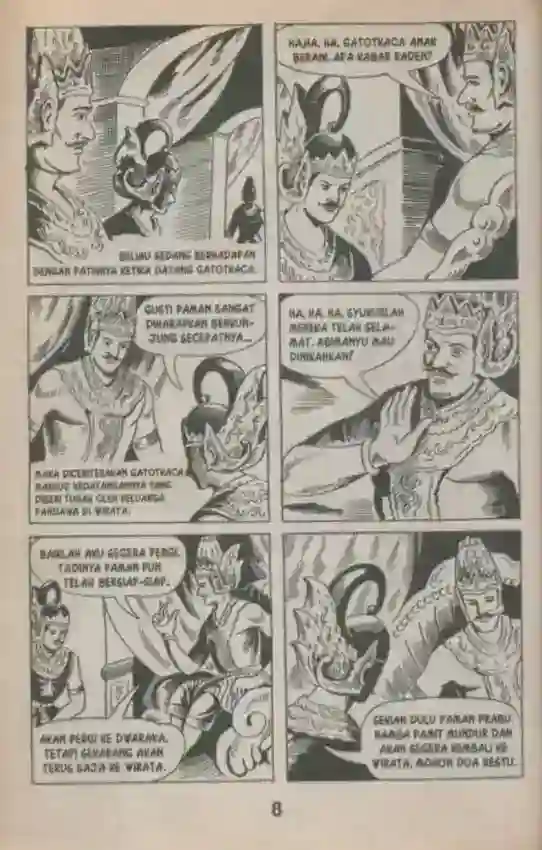 BELIAU SEDANG BERHADAPAN
DENGAN PATIHNYA KETIKA DATANG GATOTKACA.
HA,HA, HA, GATOTKACA ANAK
BERANI. APA KABAR RADEN?
GUSTI PAMAN SANGAT
DIHARAPKAN BERKUN-
JUNG SECEPATNYA...
MAKA DICERITERAKAN GATOTKACA
MAKSUD KEDATANGANNYA YANG
DIBERI TUGAS OLEH KELUARGA
PANDAWA DI WIRATA.
HA, HA, HA, SYUKURLAH
MEREKA TELAH SELA-
MAT. ABIMANYU MAU
DINIKAHKAN?
BAIKLAH AKU SEGERA PERGI.
TADINYA PAMAN PUN
TELAH BERSIAP-SIAP..
AKAN PERGI KE DWARAKA.
TETAPI SEKARANG AKAN
TERUS SAJA KE WIRATA.
SEKIAN DULU PAMAN PRABU.
HAMBA PAMIT MUNDUR DAN
AKAN SEGERA KEMBALI KE
WIRATA. MOHON DOA RESTU.
8